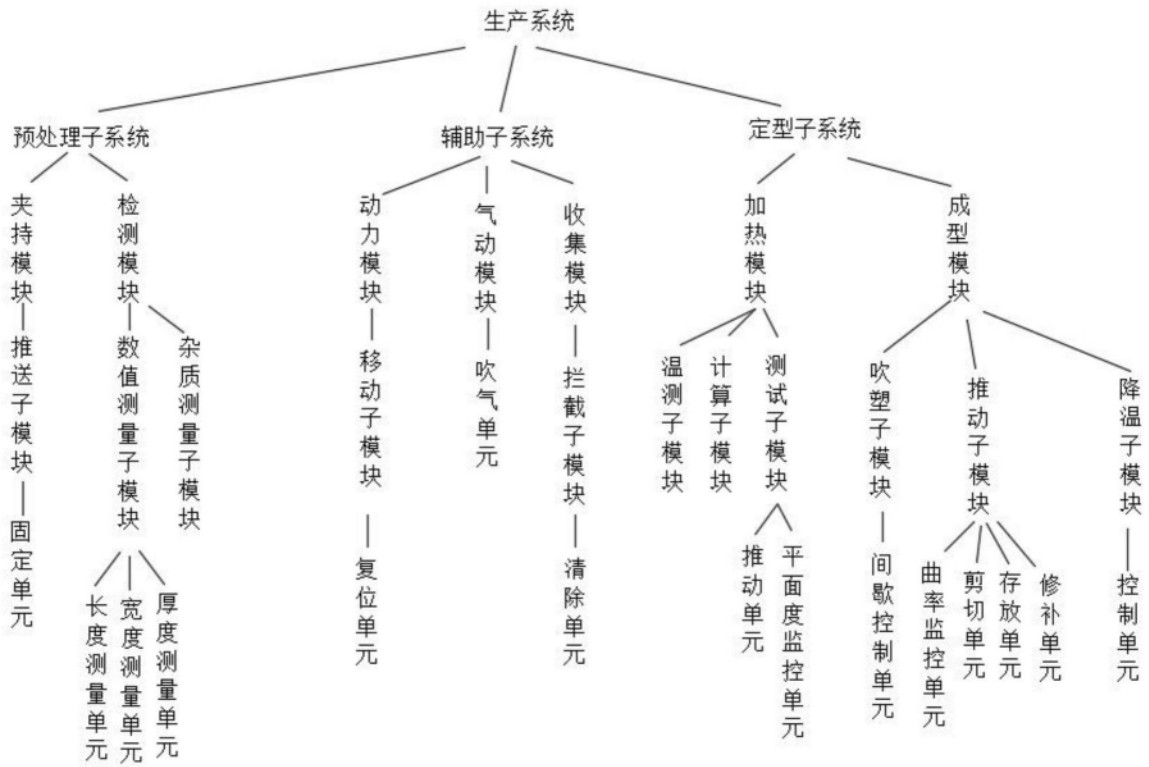 生产系统
预处理子系统
辅助子系统
定型子系统
夹持模块
检测模块
动力模块
气动模块
收集模块
加热模块
成型模块
推送子模块
数值测量子模块
杂质测量子模块
移动子模块
吹气单元
拦截子模块
温测子模块
计算子模块
测试子模块
吹塑子模块
推动子模块
降温子模块
固定单元
长度测量单元
宽度测量单元
厚度测量单元
复位单元
清除单元
推动单元
平面度监控单元
间歇控制单元
曲率监控单元
剪切单元
存放单元
修补单元
控制单元